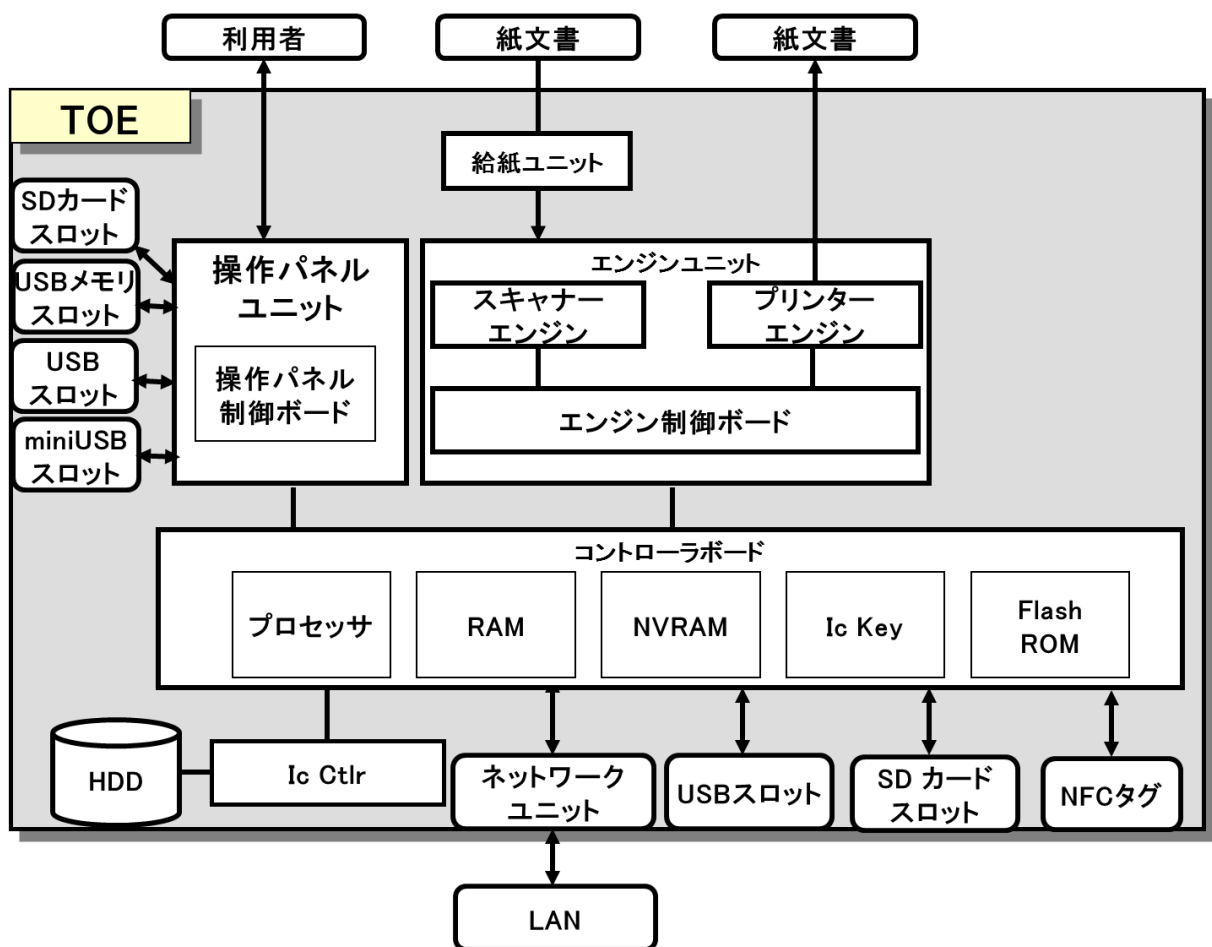 利用者
紙文書
紙文書
TOE
給紙ユニット
SDカード
スロット
USBメモリ
スロット
USB
スロット
miniUSB
スロット
操作パネル
ユニット
操作パネル
制御ボード
エンジンユニット
スキャナー
エンジン
プリンター
エンジン
エンジン制御ボード
コントローラボード
プロセッサ
RAM
NVRAM
Ic Key
Flash
ROM
HDD
Ic Ctlr
ネットワーク
ユニット
USBスロット
SD カード
スロット
NFCタグ
LAN